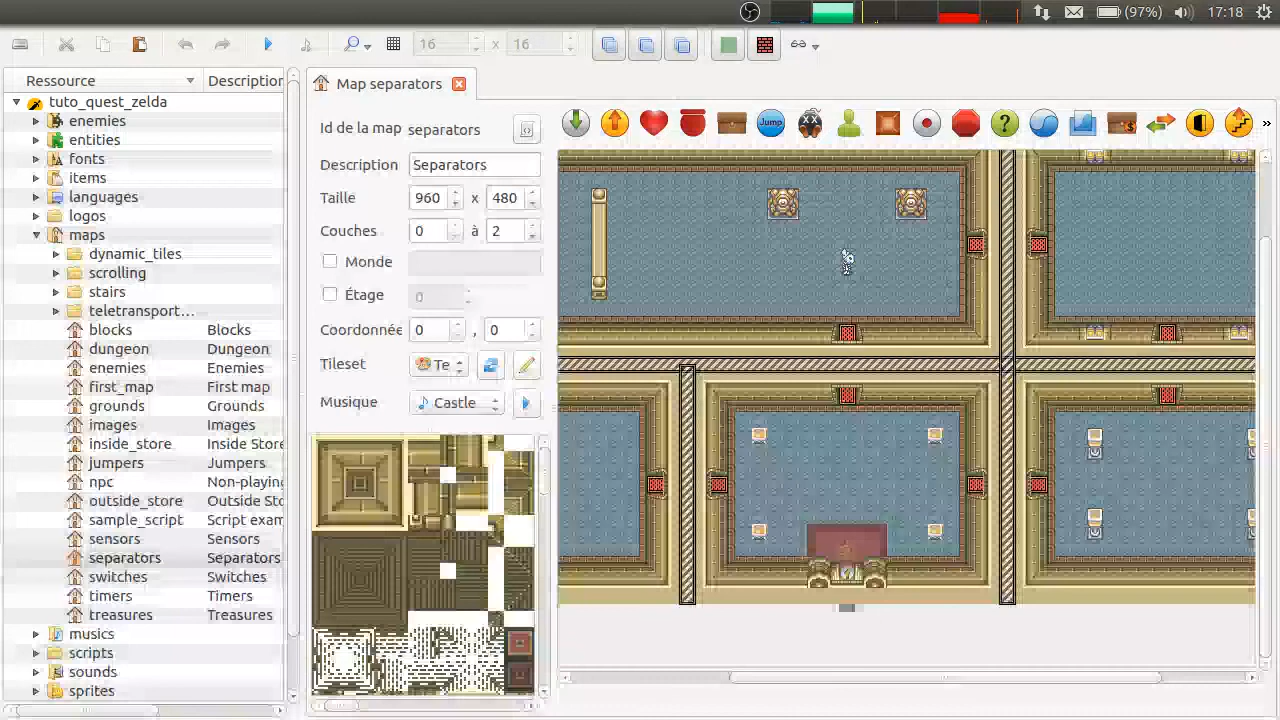 (97%) 17:18
16 x 16
Ressource Description
Map separators
tuto_quest_zelda
enemies
entities
fonts
items
languages
logos
maps
dynamic_tiles
scrolling
stairs
teletransport...
blocks Blocks
dungeon Dungeon
enemies Enemies
first_map First map
grounds Grounds
images Images
inside_store Inside Store
jumpers Jumpers
npc Non-playing
outside_store Outside Sto
sample_script Script exam
sensors Sensors
separators Separators
switches Switches
timers Timers
treasures Treasures
musics
scripts
sounds
sprites
Id de la map separators
Description Separators
Taille 960 x 480
Couches 0 à 2
Monde
Étage 0
Coordonnée 0 , 0
Tileset Te
Musique Castle
Jump
?
$
»